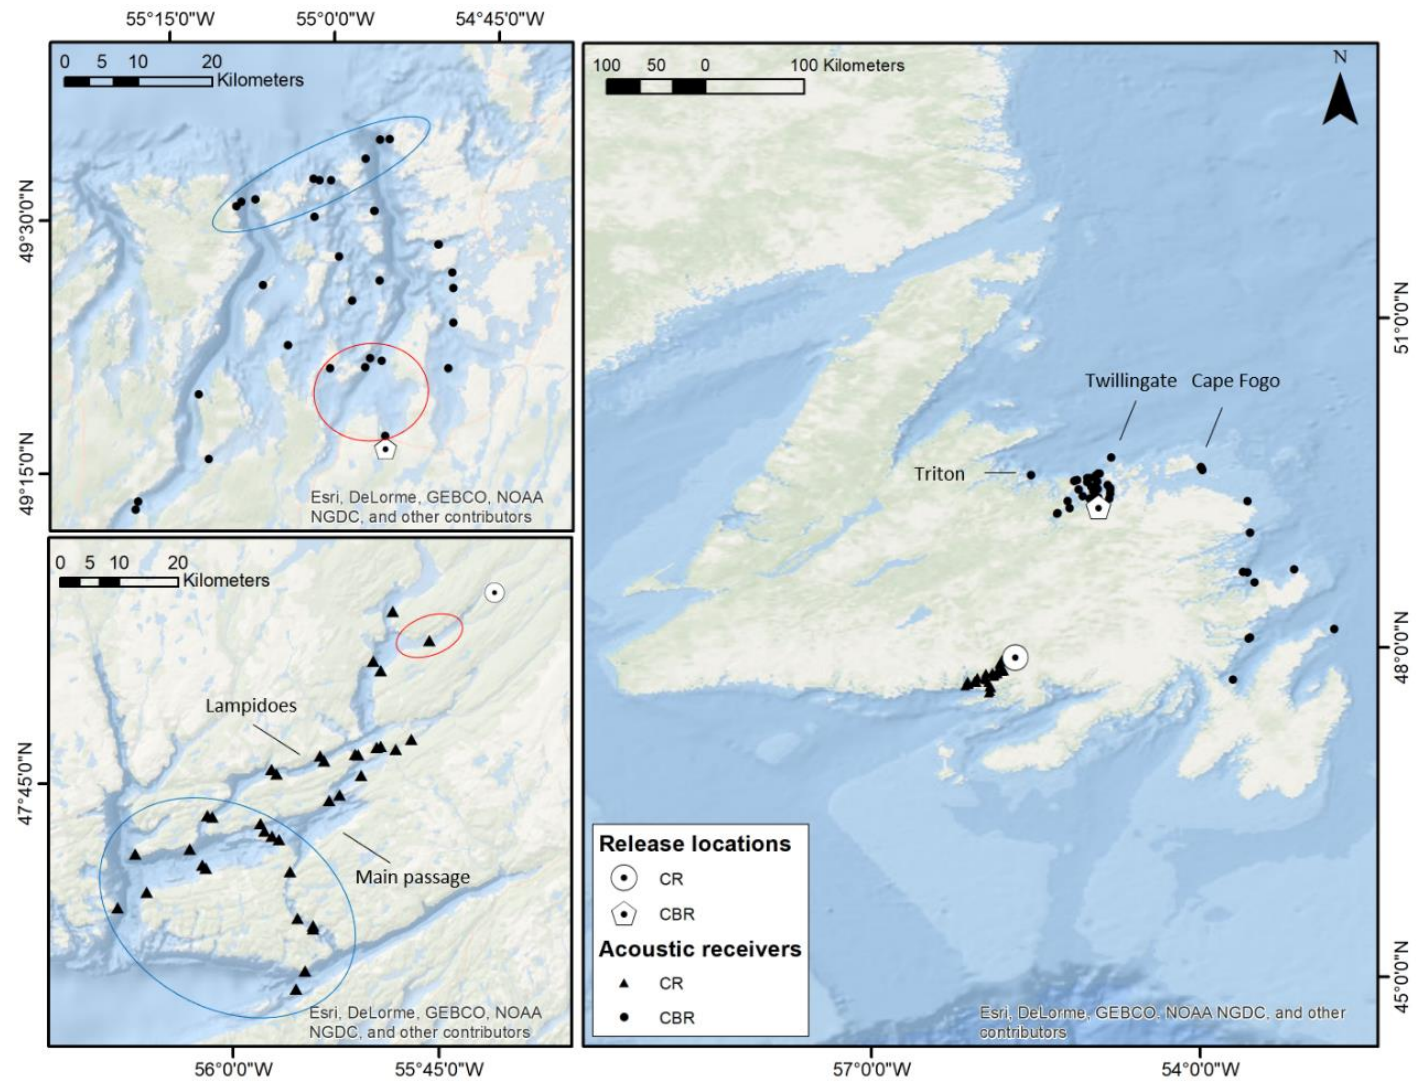 55°15'0"W 55°0'0"W 54°45'0"W
0 5 10 20
Kilometers
49°30'0"N
49°15'0"N
Esri, DeLorme, GEBCO, NOAA
NGDC, and other contributors
0 5 10 20
Kilometers
Lampidoes
47°45'0"N
Main passage
Esri, DeLorme, GEBCO, NOAA
NGDC, and other contributors
56°0'0"W 55°45'0"W
100 50 0 100 Kilometers
N
51°0'0"N
Twillingate Cape Fogo
Triton
48°0'0"N
Release locations
CR
CBR
Acoustic receivers
CR
CBR
45°0'0"N
Esri, DeLorme, GEBCO, NOAA NGDC, and other
contributors
57°0'0"W 54°0'0"W